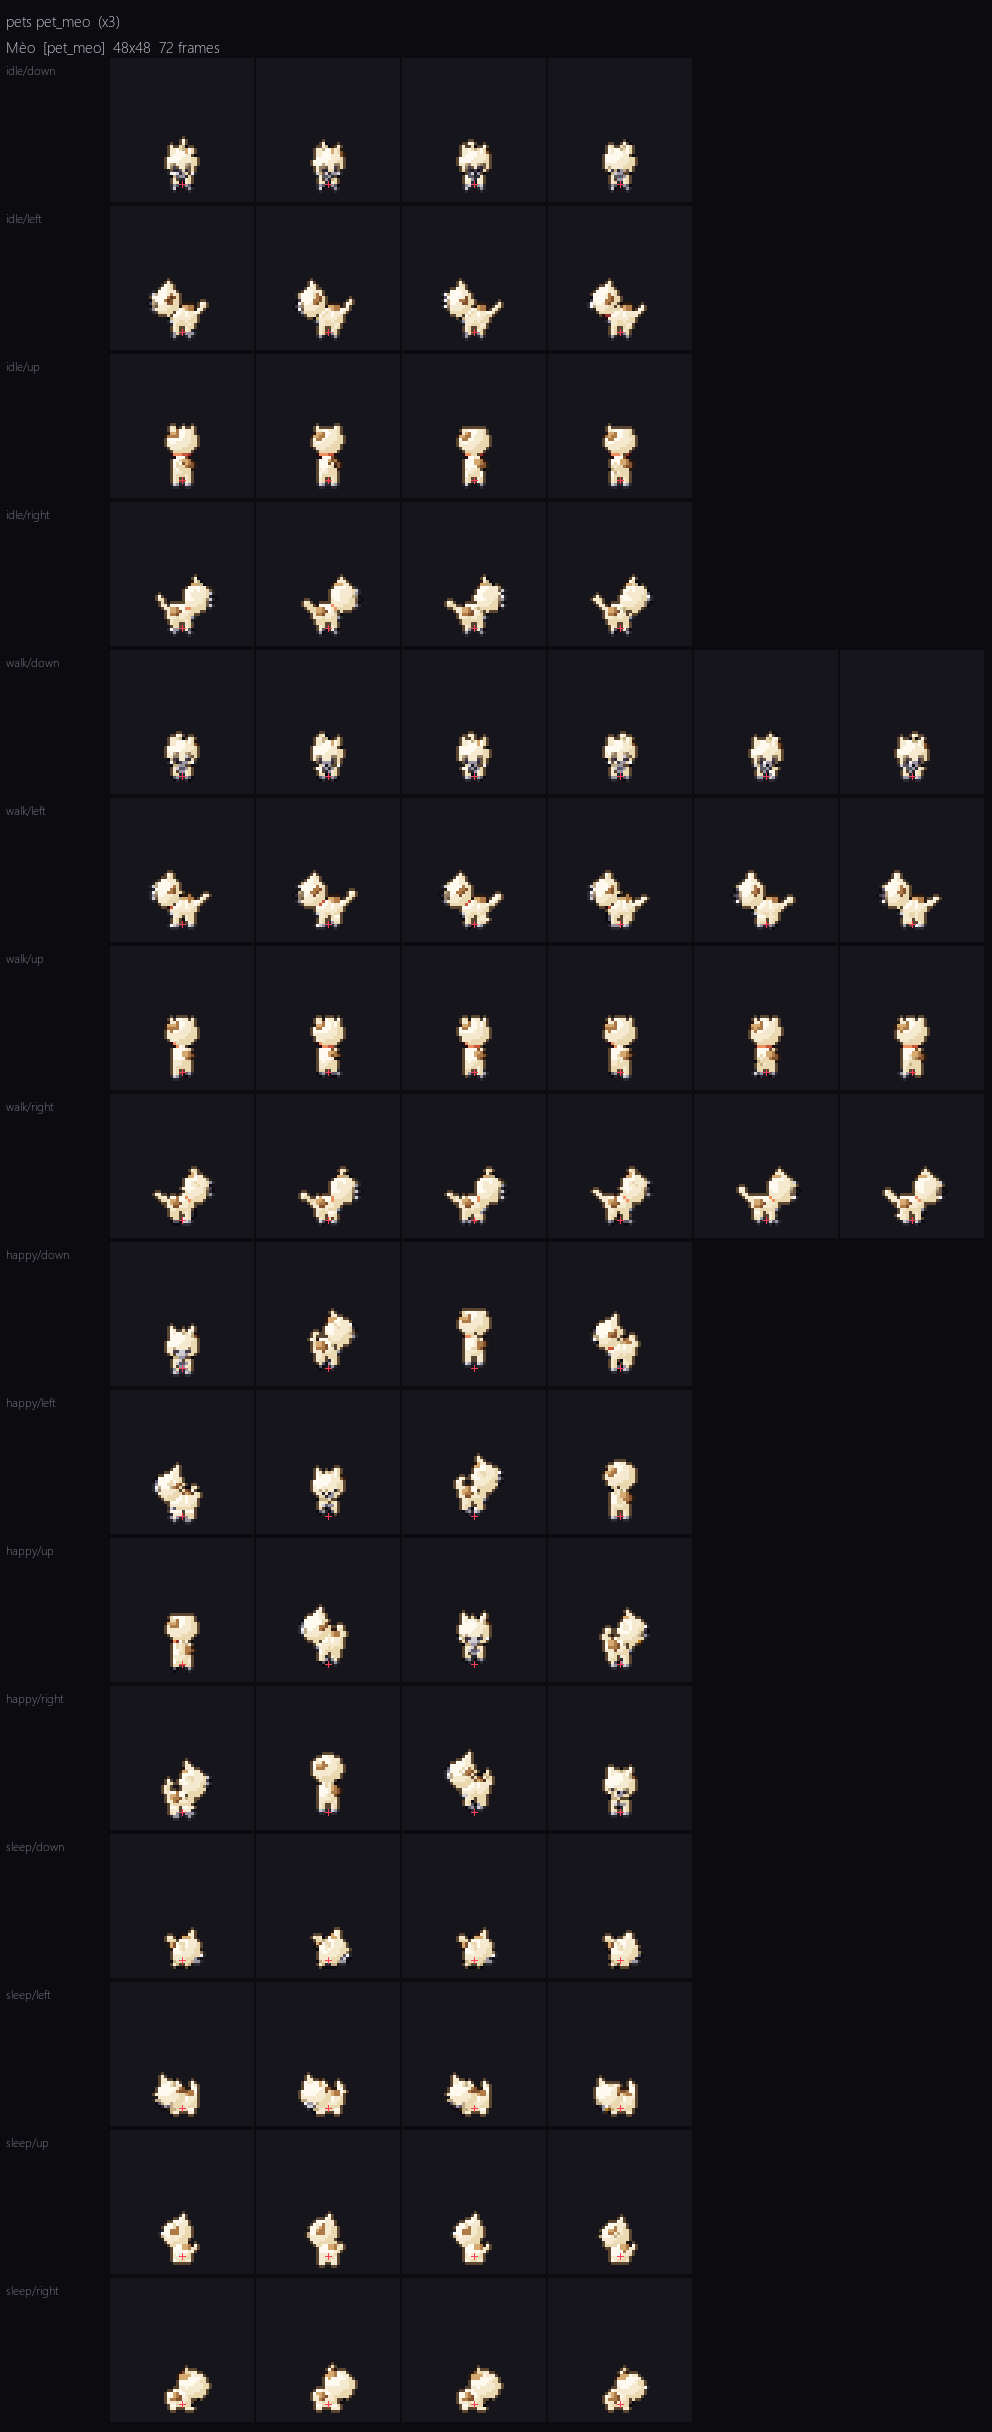 pets pet_meo (x3)
Mèo [pet_meo] 48x48 72 frames
idle/down
idle/left
idle/up
idle/right
walk/down
walk/left
walk/up
walk/right
happy/down
happy/left
happy/up
happy/right
sleep/down
sleep/left
sleep/up
sleep/right